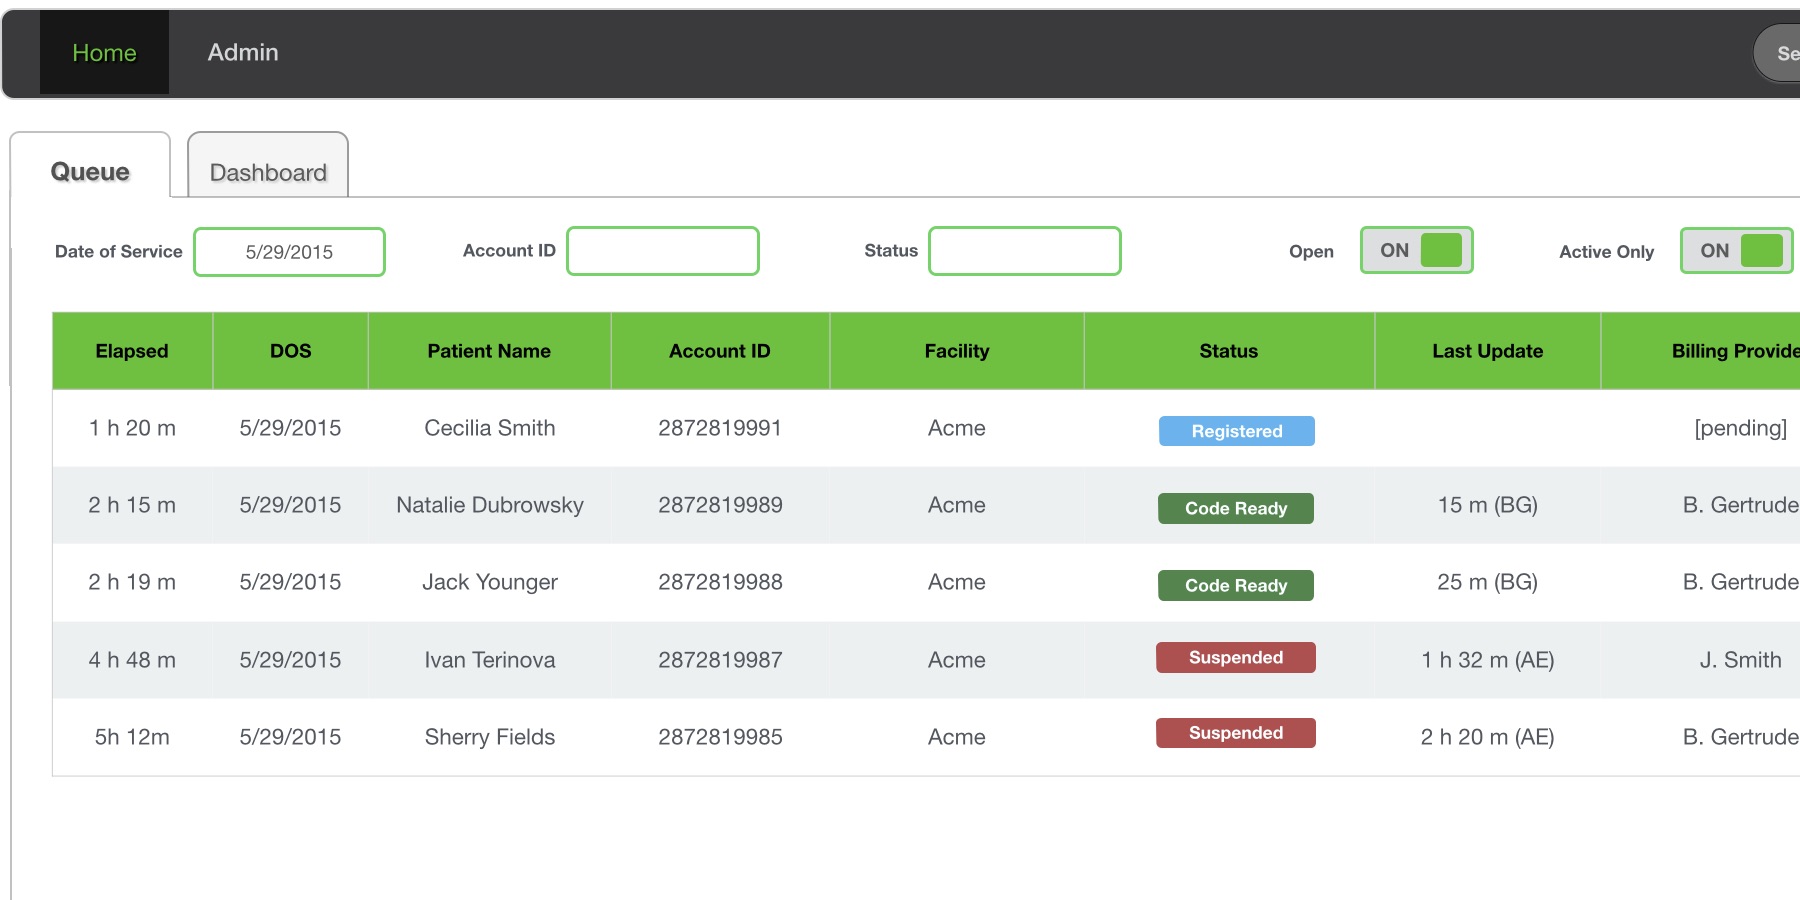 Home Admin Se
Queue Dashboard
Date of Service 5/29/2015 Account ID Status Open ON Active Only ON
Elapsed DOS Patient Name Account ID Facility Status Last Update Billing Provide
1 h 20 m 5/29/2015 Cecilia Smith 2872819991 Acme Registered [pending]
2 h 15 m 5/29/2015 Natalie Dubrowsky 2872819989 Acme Code Ready 15 m (BG) B. Gertrude
2 h 19 m 5/29/2015 Jack Younger 2872819988 Acme Code Ready 25 m (BG) B. Gertrude
4 h 48 m 5/29/2015 Ivan Terinova 2872819987 Acme Suspended 1 h 32 m (AE) J. Smith
5h 12m 5/29/2015 Sherry Fields 2872819985 Acme Suspended 2 h 20 m (AE) B. Gertrude